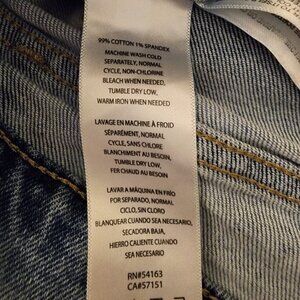 99% COTTON 1% SPANDEX
MACHINE WASH COLD
SEPARATELY, NORMAL
CYCLE, NON-CHLORINE
BLEACH WHEN NEEDED,
TUMBLE DRY LOW,
WARM IRON WHEN NEEDED
LAVAGE EN MACHINE À FROID
SÉPARÉMENT, NORMAL
CYCLE, SANS CHLORE
BLANCHIMENT AU BESOIN,
TUMBLE DRY LOW,
FER CHAUD AU BESOIN
LAVAR A MÁQUINA EN FRÍO
POR SEPARADO, NORMAL
CICLO, SIN CLORO
BLANQUEAR CUANDO SEA NECESARIO,
SECADORA BAJA,
HIERRO CALIENTE CUANDO
SEA NECESARIO
RN#54163
CA#57151